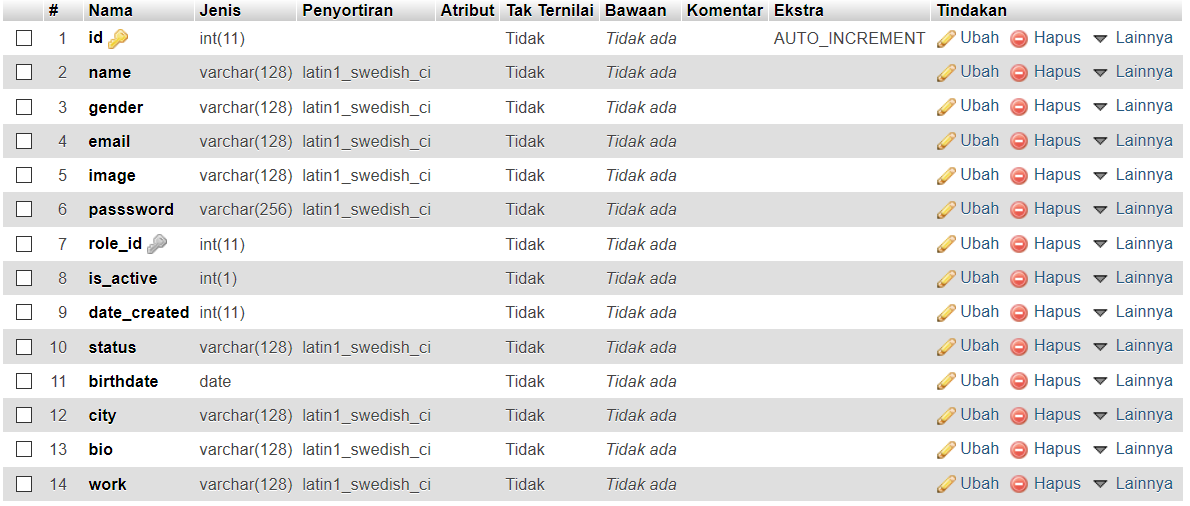 # Nama Jenis Penyortiran Atribut Tak Ternilai Bawaan Komentar Ekstra Tindakan
1 id int(11) Tidak Tidak ada AUTO_INCREMENT Ubah Hapus Lainnya
2 name varchar(128) latin1_swedish_ci Tidak Tidak ada Ubah Hapus Lainnya
3 gender varchar(128) latin1_swedish_ci Tidak Tidak ada Ubah Hapus Lainnya
4 email varchar(128) latin1_swedish_ci Tidak Tidak ada Ubah Hapus Lainnya
5 image varchar(128) latin1_swedish_ci Tidak Tidak ada Ubah Hapus Lainnya
6 passsword varchar(256) latin1_swedish_ci Tidak Tidak ada Ubah Hapus Lainnya
7 role_id int(11) Tidak Tidak ada Ubah Hapus Lainnya
8 is_active int(1) Tidak Tidak ada Ubah Hapus Lainnya
9 date_created int(11) Tidak Tidak ada Ubah Hapus Lainnya
10 status varchar(128) latin1_swedish_ci Tidak Tidak ada Ubah Hapus Lainnya
11 birthdate date Tidak Tidak ada Ubah Hapus Lainnya
12 city varchar(128) latin1_swedish_ci Tidak Tidak ada Ubah Hapus Lainnya
13 bio varchar(128) latin1_swedish_ci Tidak Tidak ada Ubah Hapus Lainnya
14 work varchar(128) latin1_swedish_ci Tidak Tidak ada Ubah Hapus Lainnya